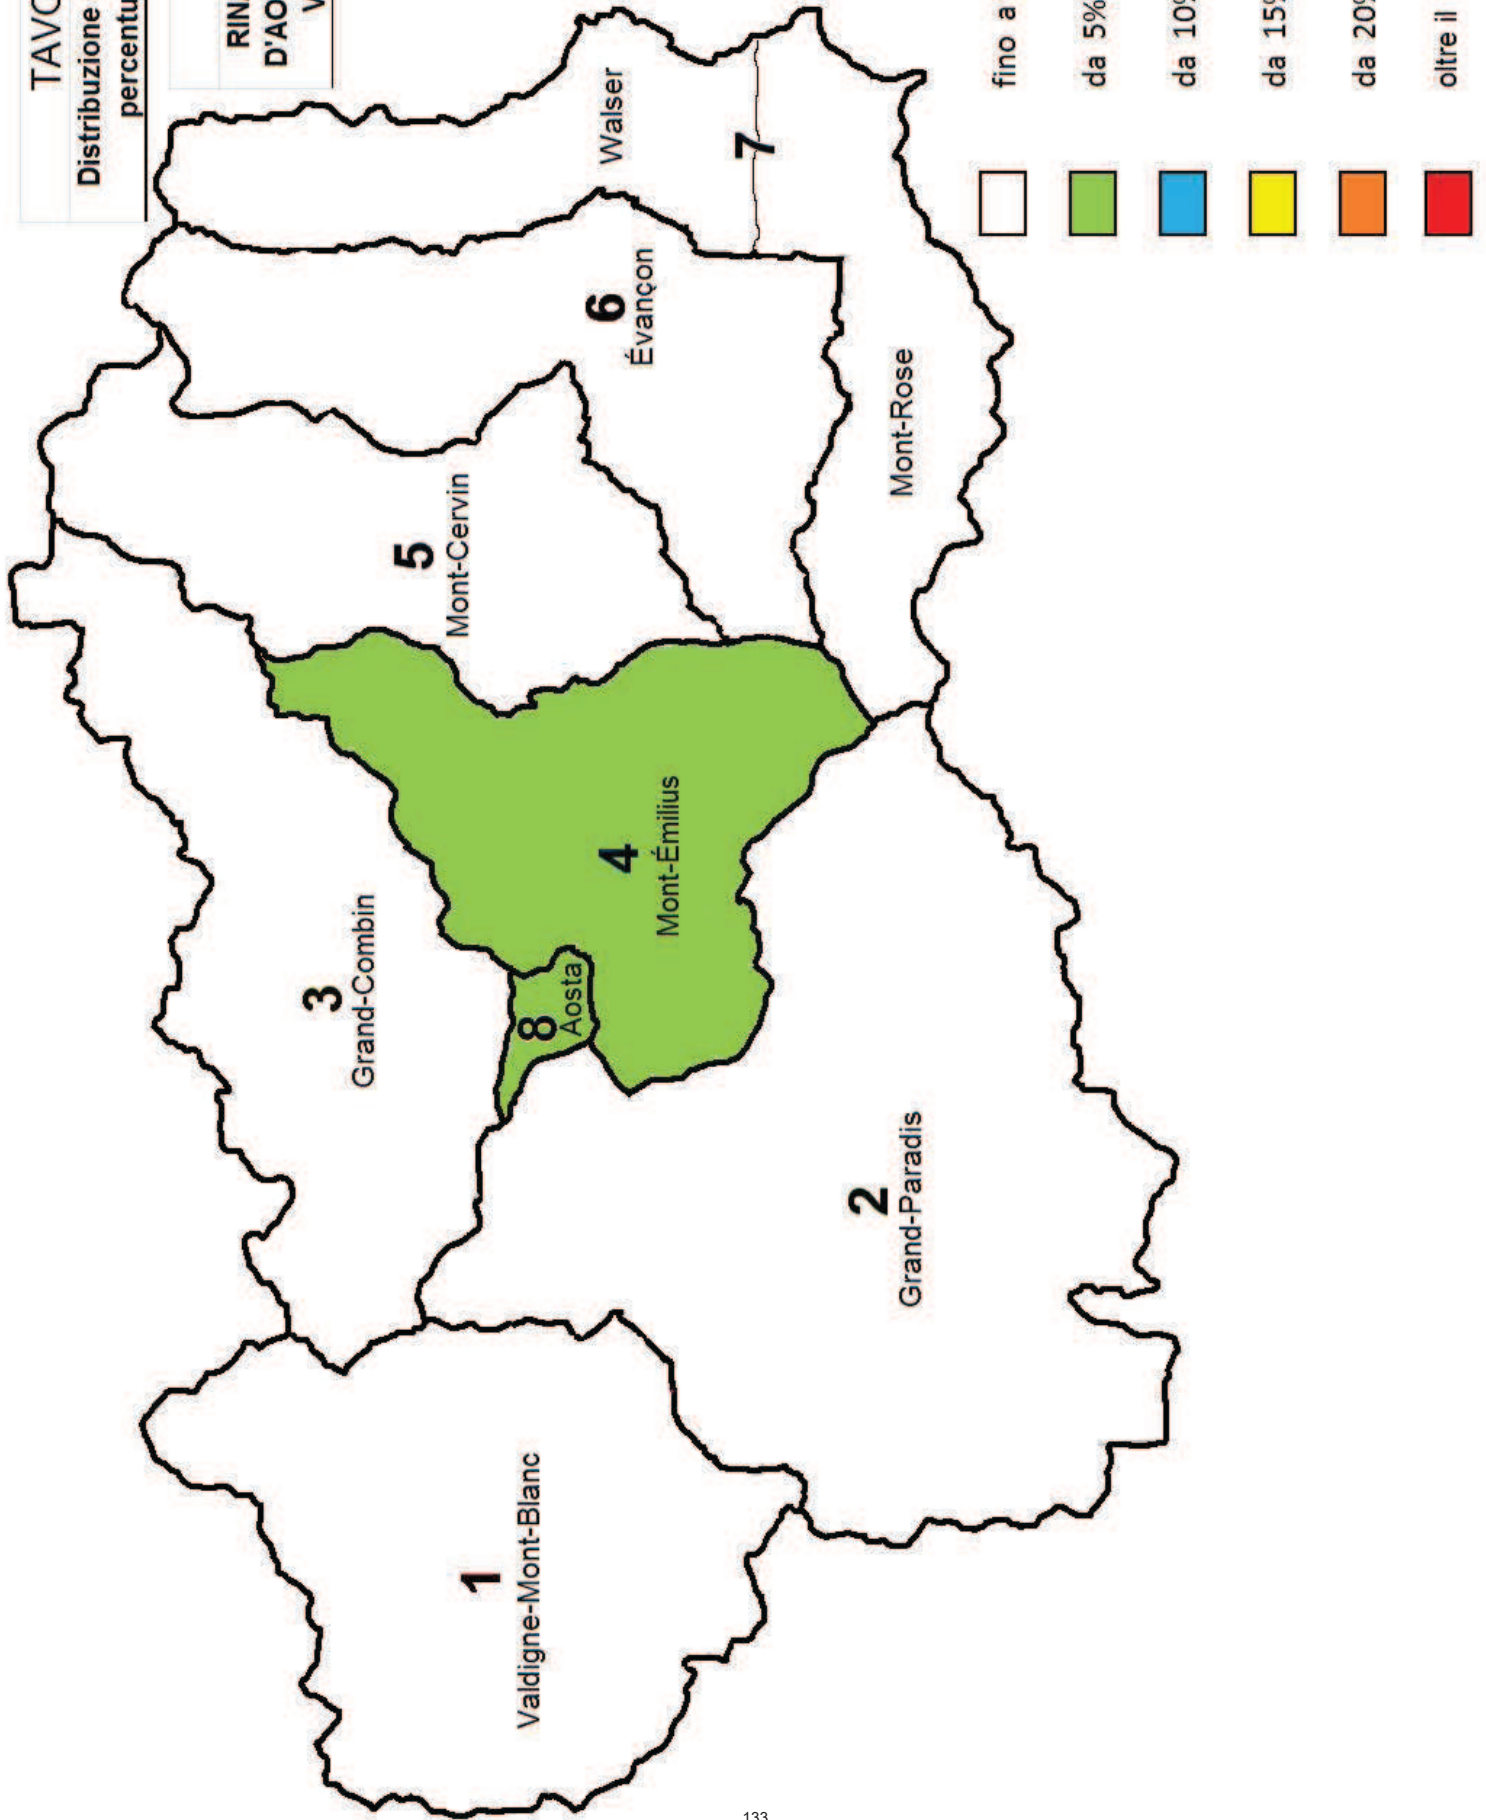 TAVO
Distribuzione
percentu
RIN
D'AO
V
1
Valdigne-Mont-Blanc
2
Grand-Paradis
3
Grand-Combin
4
Mont-Émilius
5
Mont-Cervin
6
Évançon
7
Walser
Mont-Rose
8
Aosta
fino a
da 5%
da 10%
da 15%
da 20%
oltre il
133